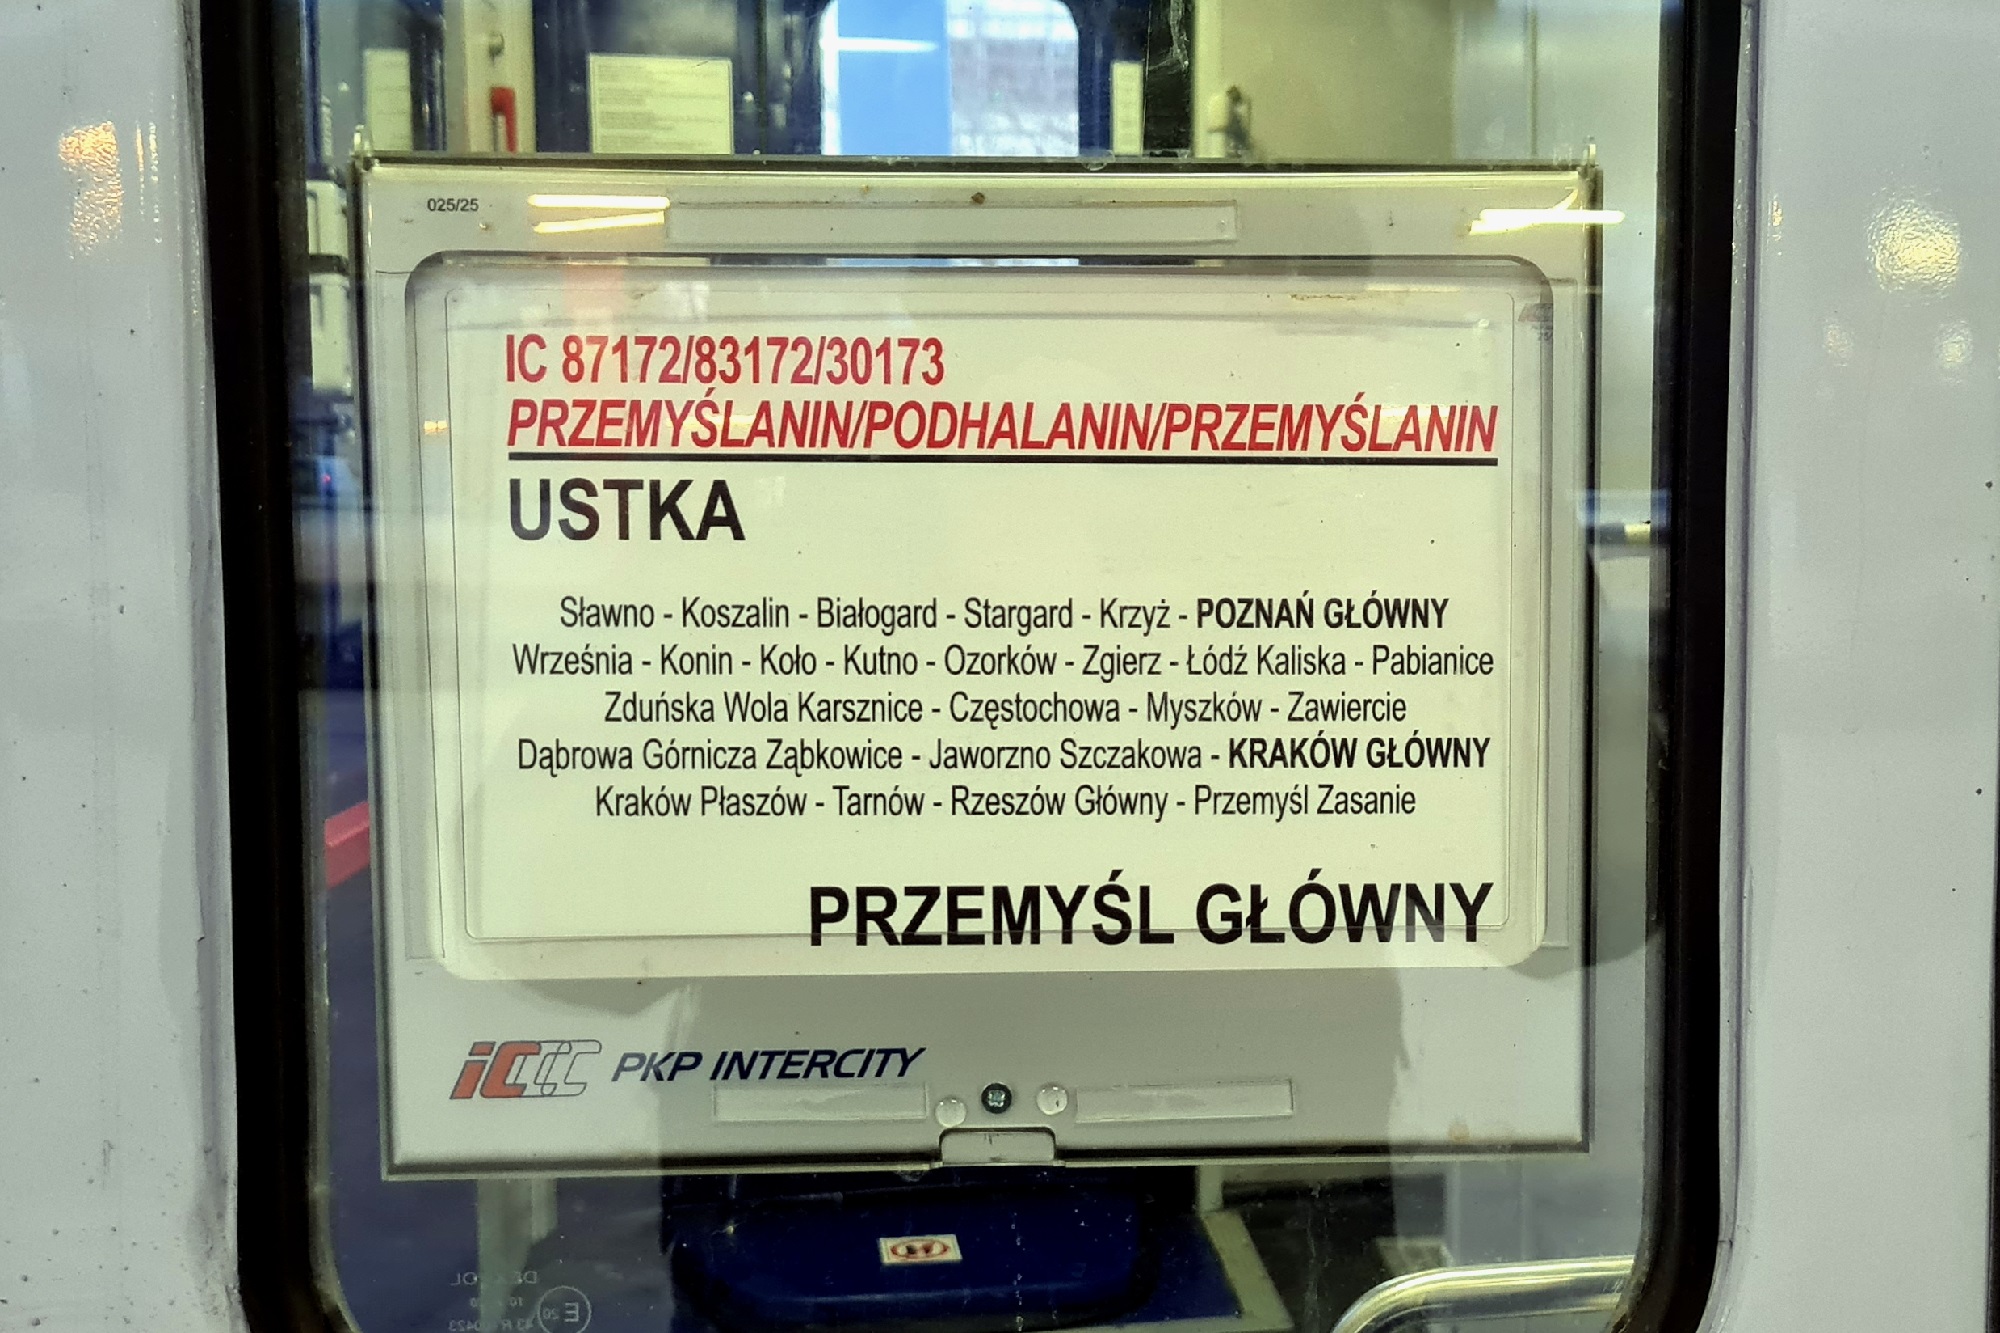 025/25
IC 87172/83172/30173
PRZEMYŚLANIN/PODHALANIN/PRZEMYŚLANIN
USTKA
Sławno - Koszalin - Białogard - Stargard - Krzyż - POZNAŃ GŁÓWNY
Września - Konin - Koło - Kutno - Ozorków - Zgierz - Łódź Kaliska - Pabianice
Zduńska Wola Karsznice - Częstochowa - Myszków - Zawiercie
Dąbrowa Górnicza Ząbkowice - Jaworzno Szczakowa - KRAKÓW GŁÓWNY
Kraków Płaszów - Tarnów - Rzeszów Główny - Przemyśl Zasanie
PRZEMYŚL GŁÓWNY
IC PKP INTERCITY
E 20